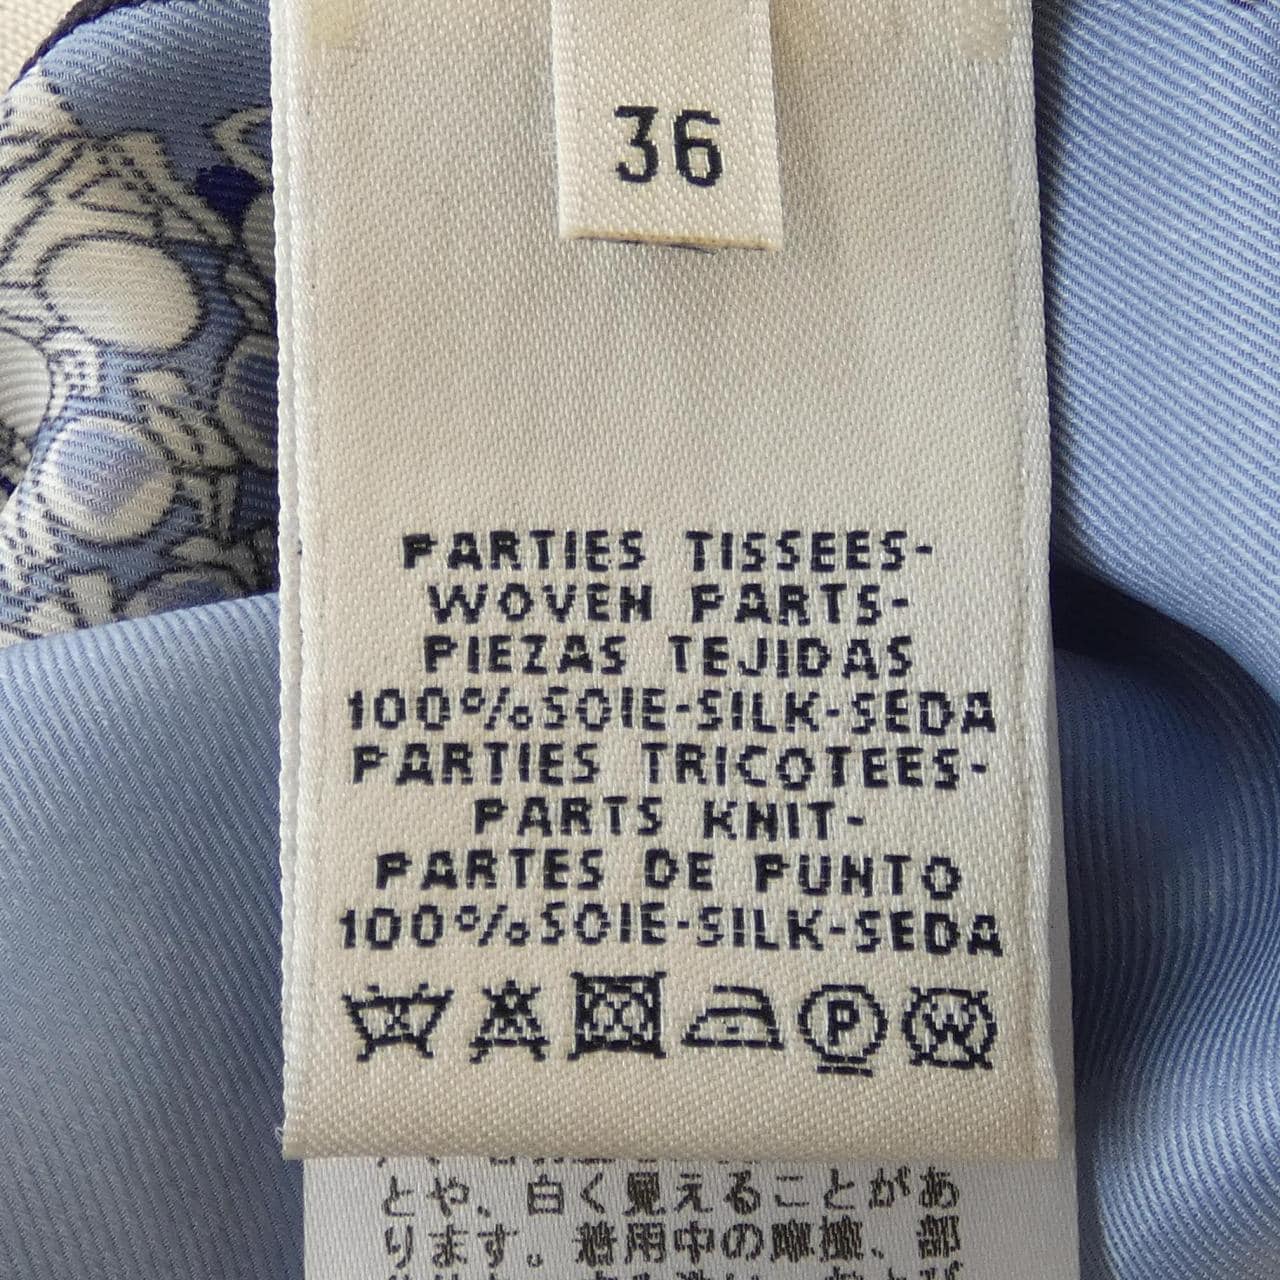 36
PARTIES TISSEES-
WOVEN PARTS-
PIEZAS TEJIDAS
100%SOIE-SILK-SEDA
PARTIES TRICOTEES-
PARTS KNIT-
PARTES DE PUNTO
100%SOIE-SILK-SEDA
P W
とや、白く見えることがあ
ります。着用中の摩擦、部